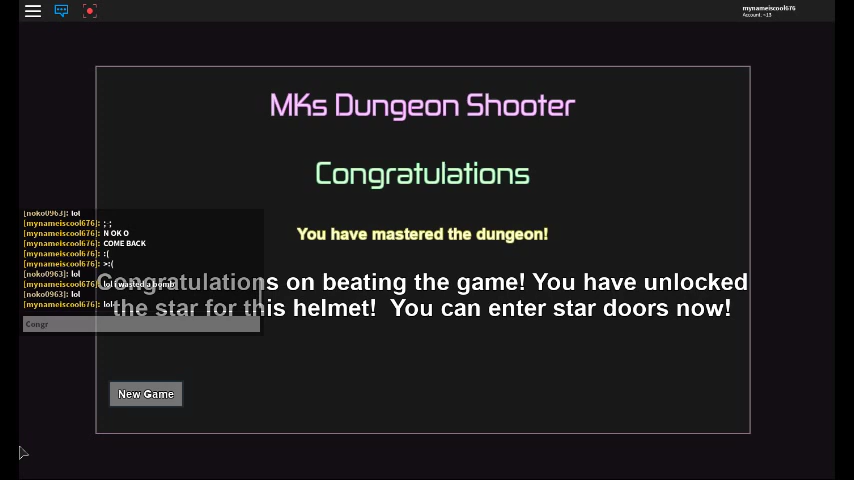 mynameiscool676
Account: <13
MKs Dungeon Shooter
Congratulations
You have mastered the dungeon!
Congratulations on beating the game! You have unlocked
the star for this helmet!  You can enter star doors now!
[noko0963]: lol
[mynameiscool676]: ; ;
[mynameiscool676]: N OK O
[mynameiscool676]: COME BACK
[mynameiscool676]: :(
[mynameiscool676]: >:(
[noko0963]: lol
[mynameiscool676]: lol i wasted a bomb
[noko0963]: lol
[mynameiscool676]: lol
Congr
New Game